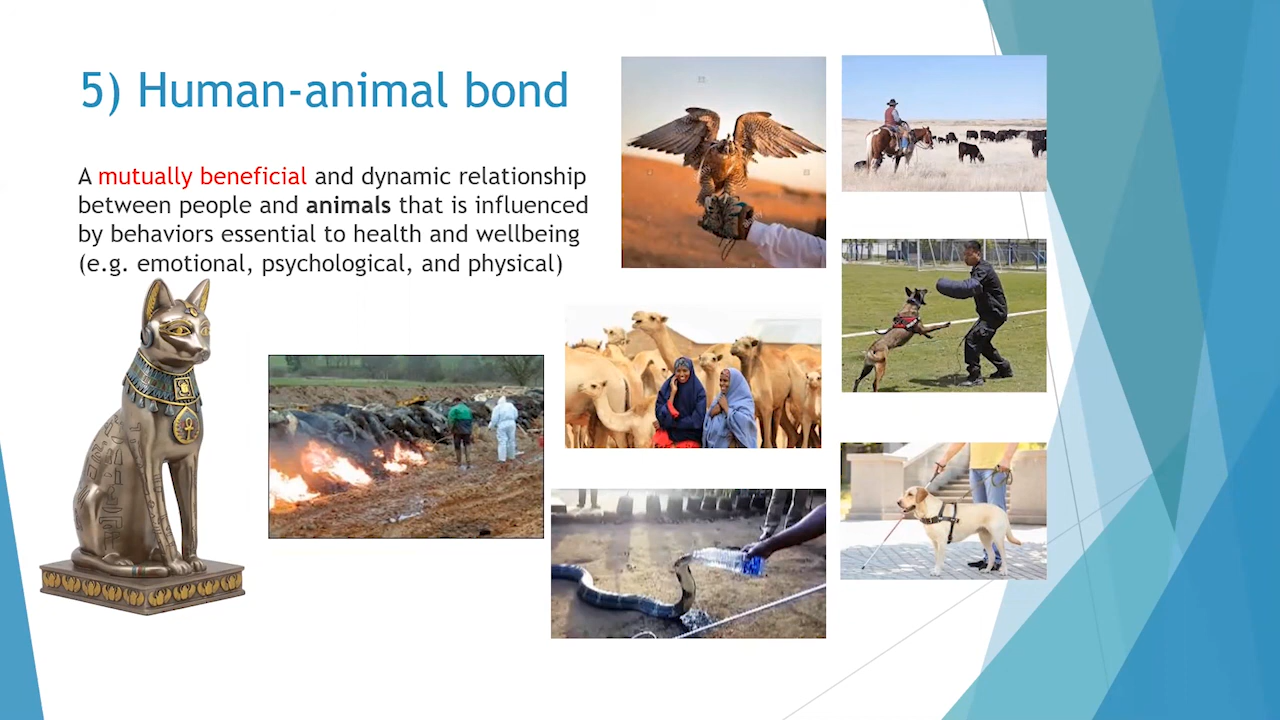 5) Human-animal bond
A mutually beneficial and dynamic relationship
between people and animals that is influenced
by behaviors essential to health and wellbeing
(e.g. emotional, psychological, and physical)